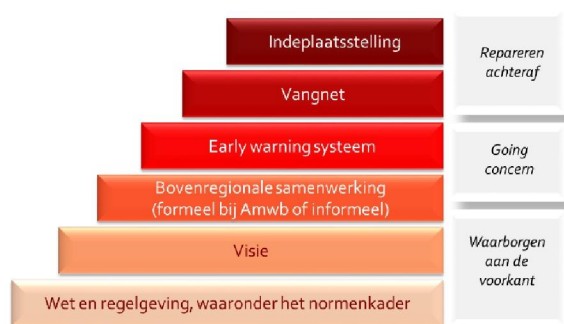 Indeplaatsstelling
Vangnet
Early warning systeem
Bovenregionale samenwerking
(formeel bij Amwb of informeel)
Visie
Wet en regelgeving, waaronder het normenkader
Repareren
achteraf
Going
concern
Waarborgen
aan de
voorkant